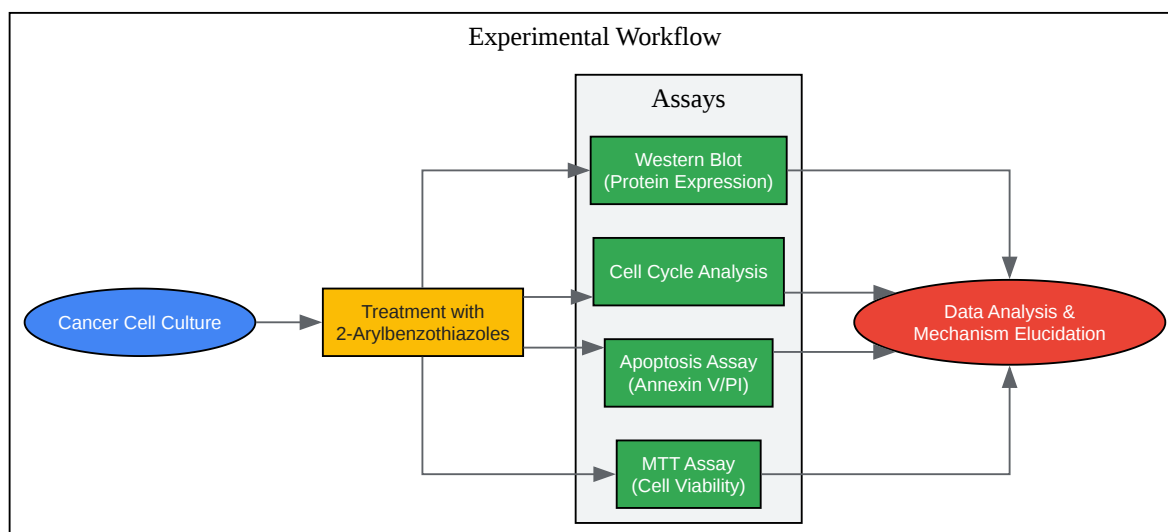 Experimental Workflow
Assays
Western Blot
(Protein Expression)
Cell Cycle Analysis
Cancer Cell Culture
Treatment with
2-Arylbenzothiazoles
Data Analysis &
Mechanism Elucidation
Apoptosis Assay
(Annexin V/PI)
MTT Assay
(Cell Viability)